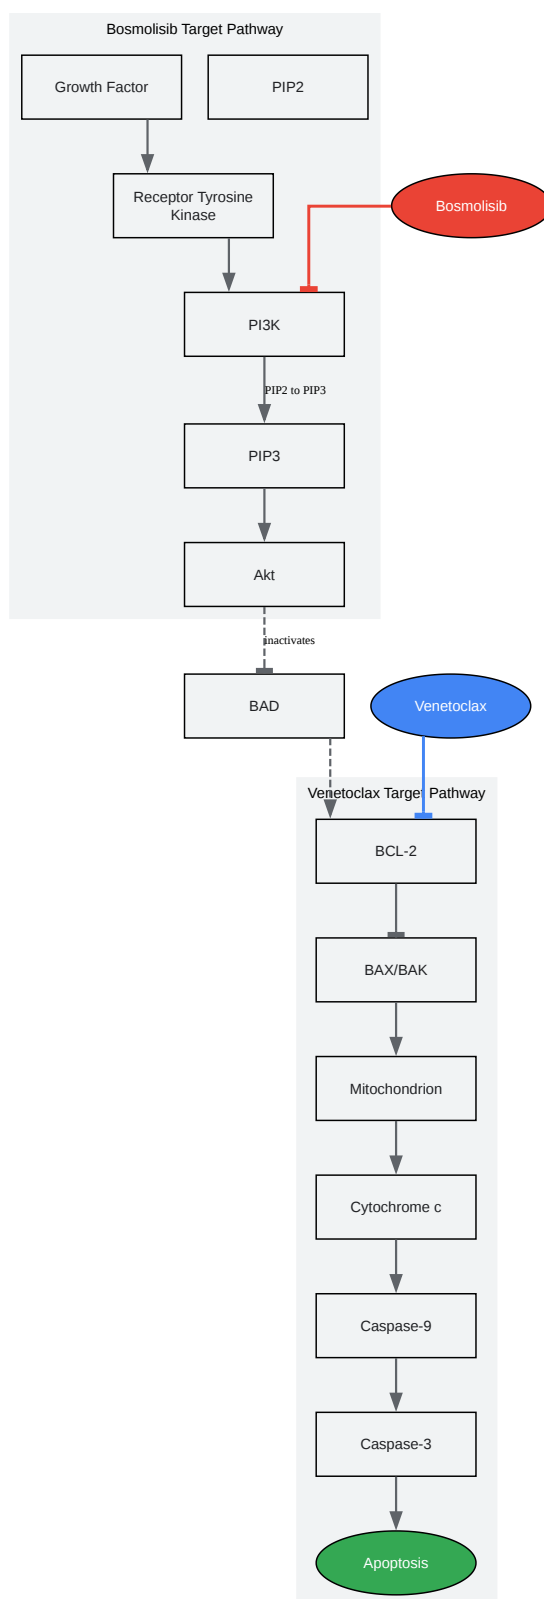 Bosmolisib Target Pathway
Growth Factor
PIP2
Receptor Tyrosine
Kinase
Bosmolisib
PI3K
PIP2 to PIP3
PIP3
Akt
inactivates
BAD
Venetoclax
Venetoclax Target Pathway
BCL-2
BAX/BAK
Mitochondrion
Cytochrome c
Caspase-9
Caspase-3
Apoptosis